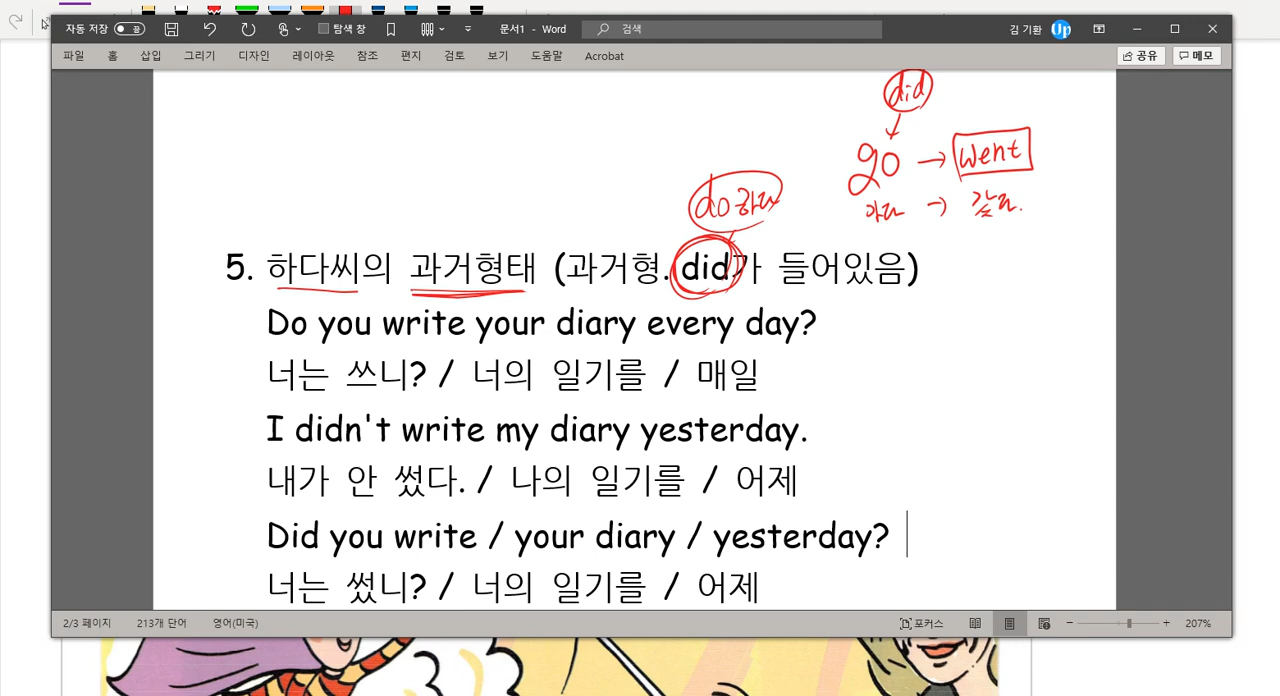 자동 저장 끔 탐색 창 문서1 - Word 검색 김 기환 Up
파일 홈 삽입 그리기 디자인 레이아웃 참조 편지 검토 보기 도움말 Acrobat 공유 메모
did
go → went
가다 → 갔다.
do 하다
5. 하다씨의 과거형태 (과거형. did가 들어있음)
Do you write your diary every day?
너는 쓰니? / 너의 일기를 / 매일
I didn't write my diary yesterday.
내가 안 썼다. / 나의 일기를 / 어제
Did you write / your diary / yesterday?
너는 썼니? / 너의 일기를 / 어제
2/3 페이지 213개 단어 영어(미국) 포커스 207%